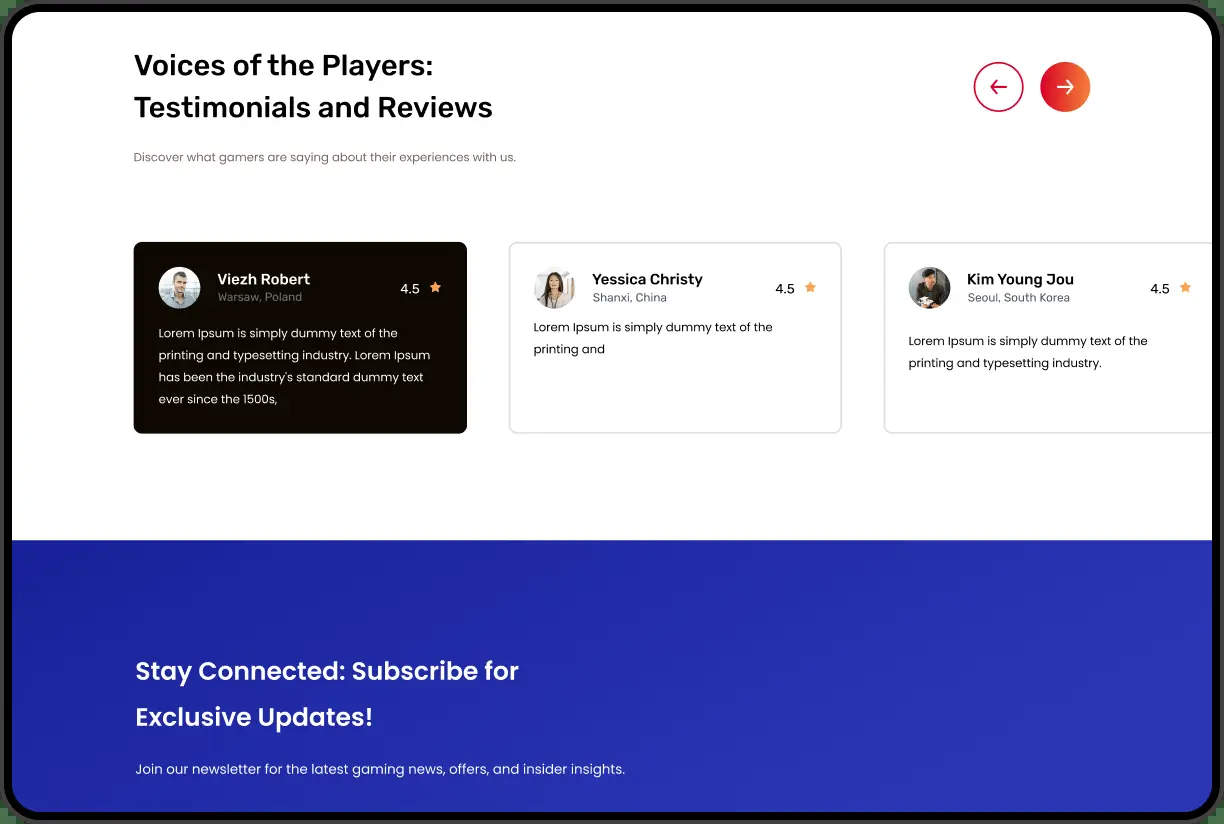 Voices of the Players:
Testimonials and Reviews
Discover what gamers are saying about their experiences with us.
Viezh Robert
Warsaw, Poland
4.5
Lorem Ipsum is simply dummy text of the
printing and typesetting industry. Lorem Ipsum
has been the industry's standard dummy text
ever since the 1500s,
Yessica Christy
Shanxi, China
4.5
Lorem Ipsum is simply dummy text of the
printing and
Kim Young Jou
Seoul, South Korea
4.5
Lorem Ipsum is simply dummy text of the
printing and typesetting industry.
Stay Connected: Subscribe for
Exclusive Updates!
Join our newsletter for the latest gaming news, offers, and insider insights.